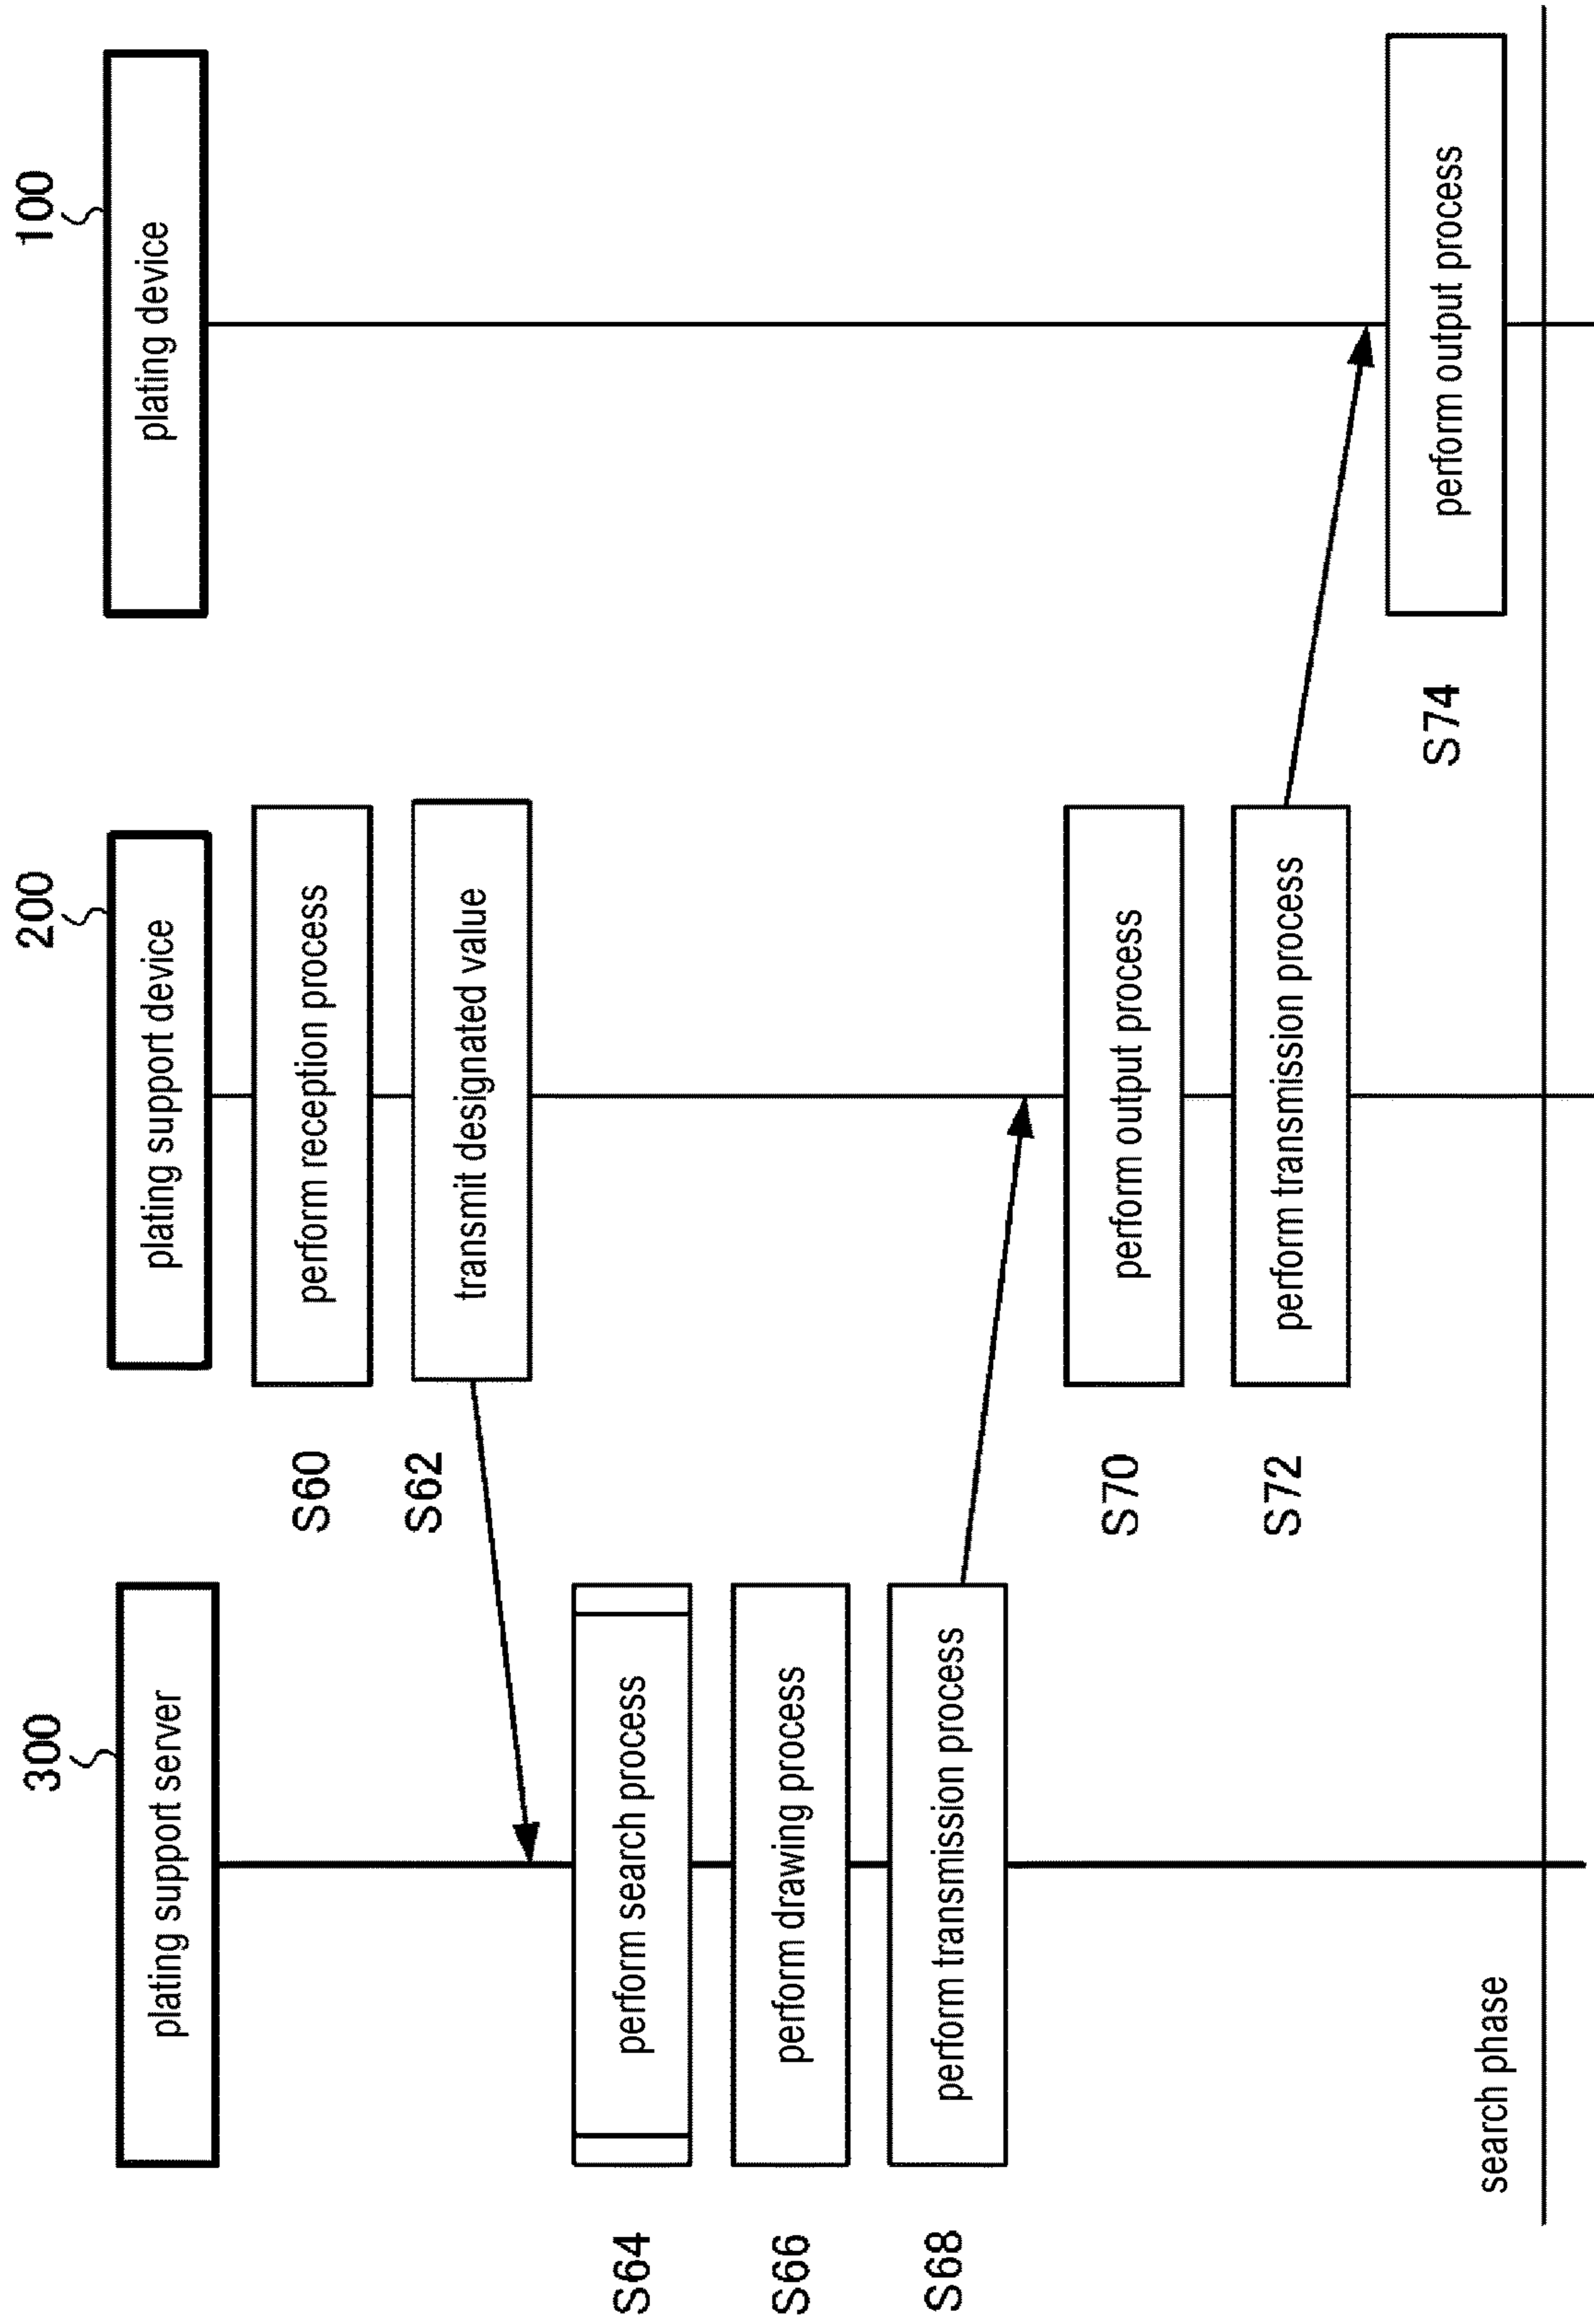 300
200
100
plating support server
plating support device
plating device
S60
perform reception process
S62
transmit designated value
S64
perform search process
S66
perform drawing process
S68
perform transmission process
S70
perform output process
S72
perform transmission process
S74
perform output process
search phase